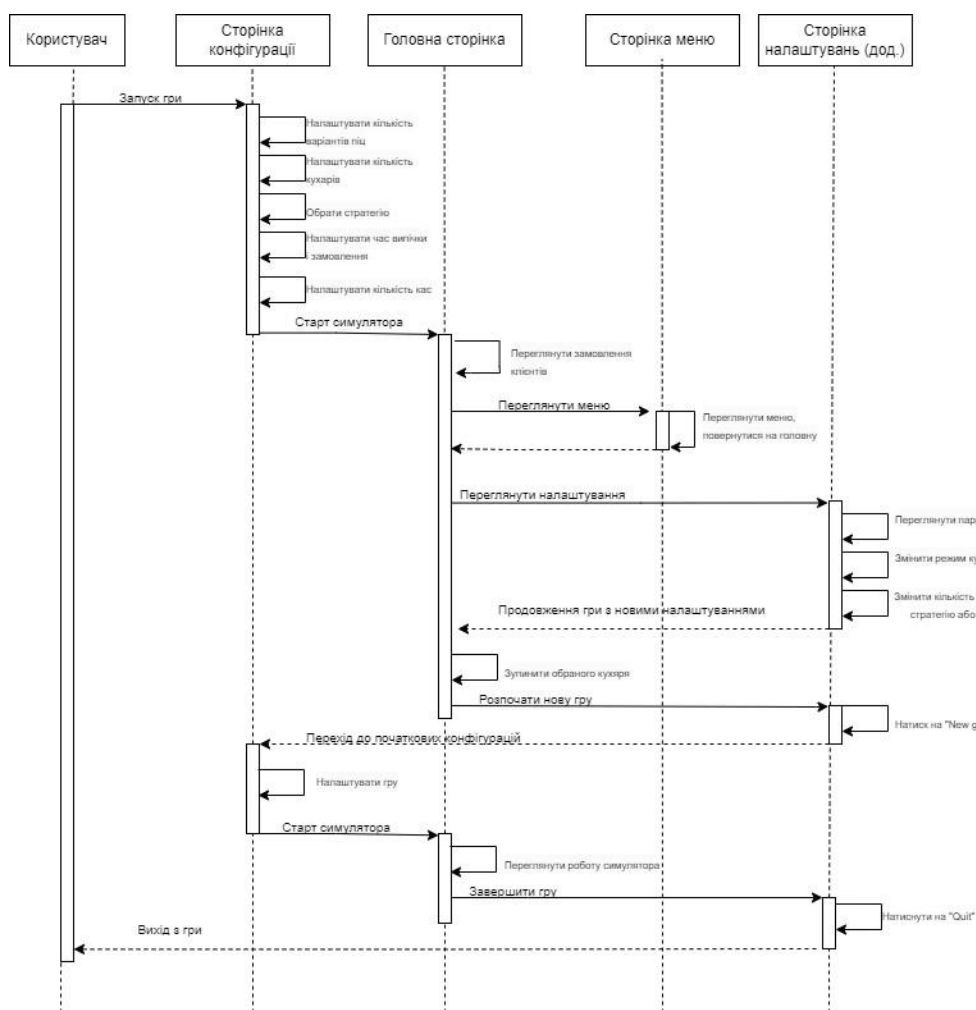 Користувач
Сторінка
конфігурації
Головна сторінка
Сторінка меню
Сторінка
налаштувань (дод.)
Запуск гри
Налаштувати кількість
варіантів піц
Налаштувати кількість
кухарів
Обрати стратегію
Налаштувати час випічки
і замовлення
Налаштувати кількість кас
Старт симулятора
Переглянути замовлення
клієнтів
Переглянути меню
Переглянути меню,
повернутися на головну
Переглянути налаштування
Переглянути
Змінити режим
Змінити кількість
стратегію або
Продовження гри з новими налаштуваннями
Зупинити обраного кухяря
Розпочати нову гру
Натиск на "New
Перехід до початкових конфігурацій
Налаштувати гру
Старт симулятора
Переглянути роботу симулятора
Завершити гру
Натиснути на "Quit"
Вихід з гри